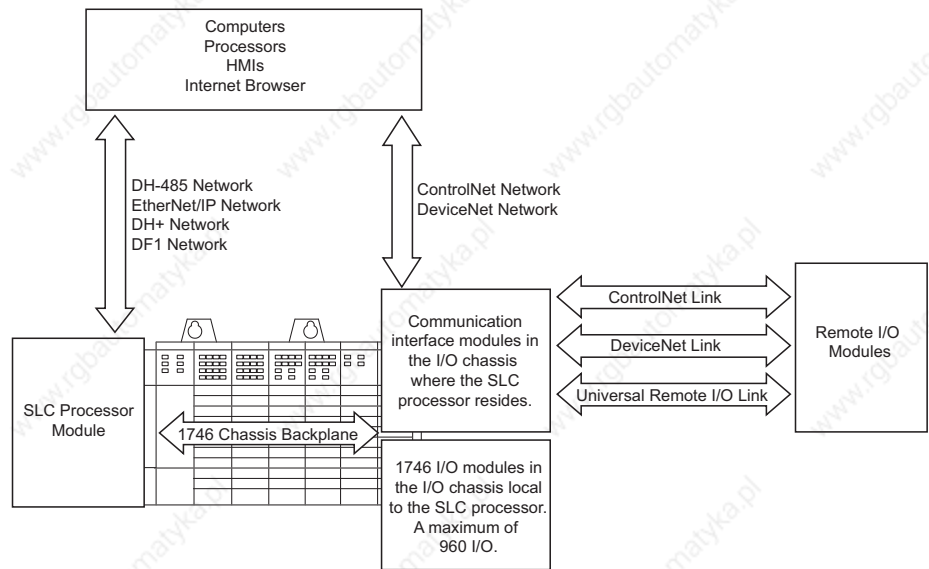 Computers
Processors
HMIs
Internet Browser
DH-485 Network
EtherNet/IP Network
DH+ Network
DF1 Network
ControlNet Network
DeviceNet Network
SLC Processor
Module
1746 Chassis Backplane
Communication
interface modules in
the I/O chassis
where the SLC
processor resides.
1746 I/O modules in
the I/O chassis local
to the SLC processor.
A maximum of
960 I/O.
ControlNet Link
DeviceNet Link
Universal Remote I/O Link
Remote I/O
Modules
www.rgbautomatyka.pl